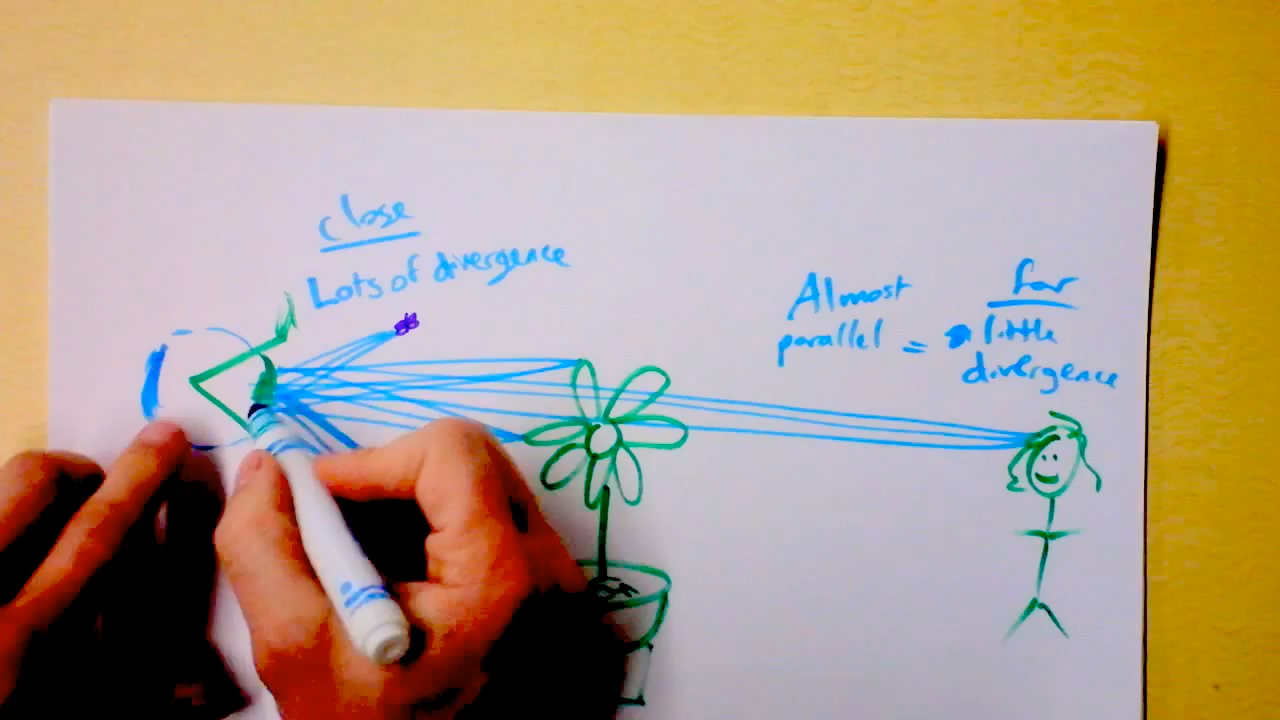 close
Lots of divergence
far
Almost
parallel = a little
divergence